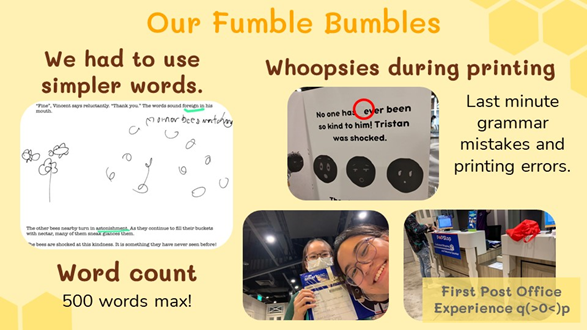 Our Fumble Bumbles
We had to use
simpler words.
"Fine", Vincent says reluctantly. "Thank you." The words sound foreign in his
mouth.
The other bees nearby turn in astonishment. As they continue to fill their buckets
with nectar, many of them sneak glances them.
The bees are shocked at this kindness. It is something they have never seen before!
Word count
500 words max!
Whoopsies during printing
No one has ever been
so kind to him! Tristan
was shocked.
Last minute
grammar
mistakes and
printing errors.
First Post Office
Experience q(>0<)p